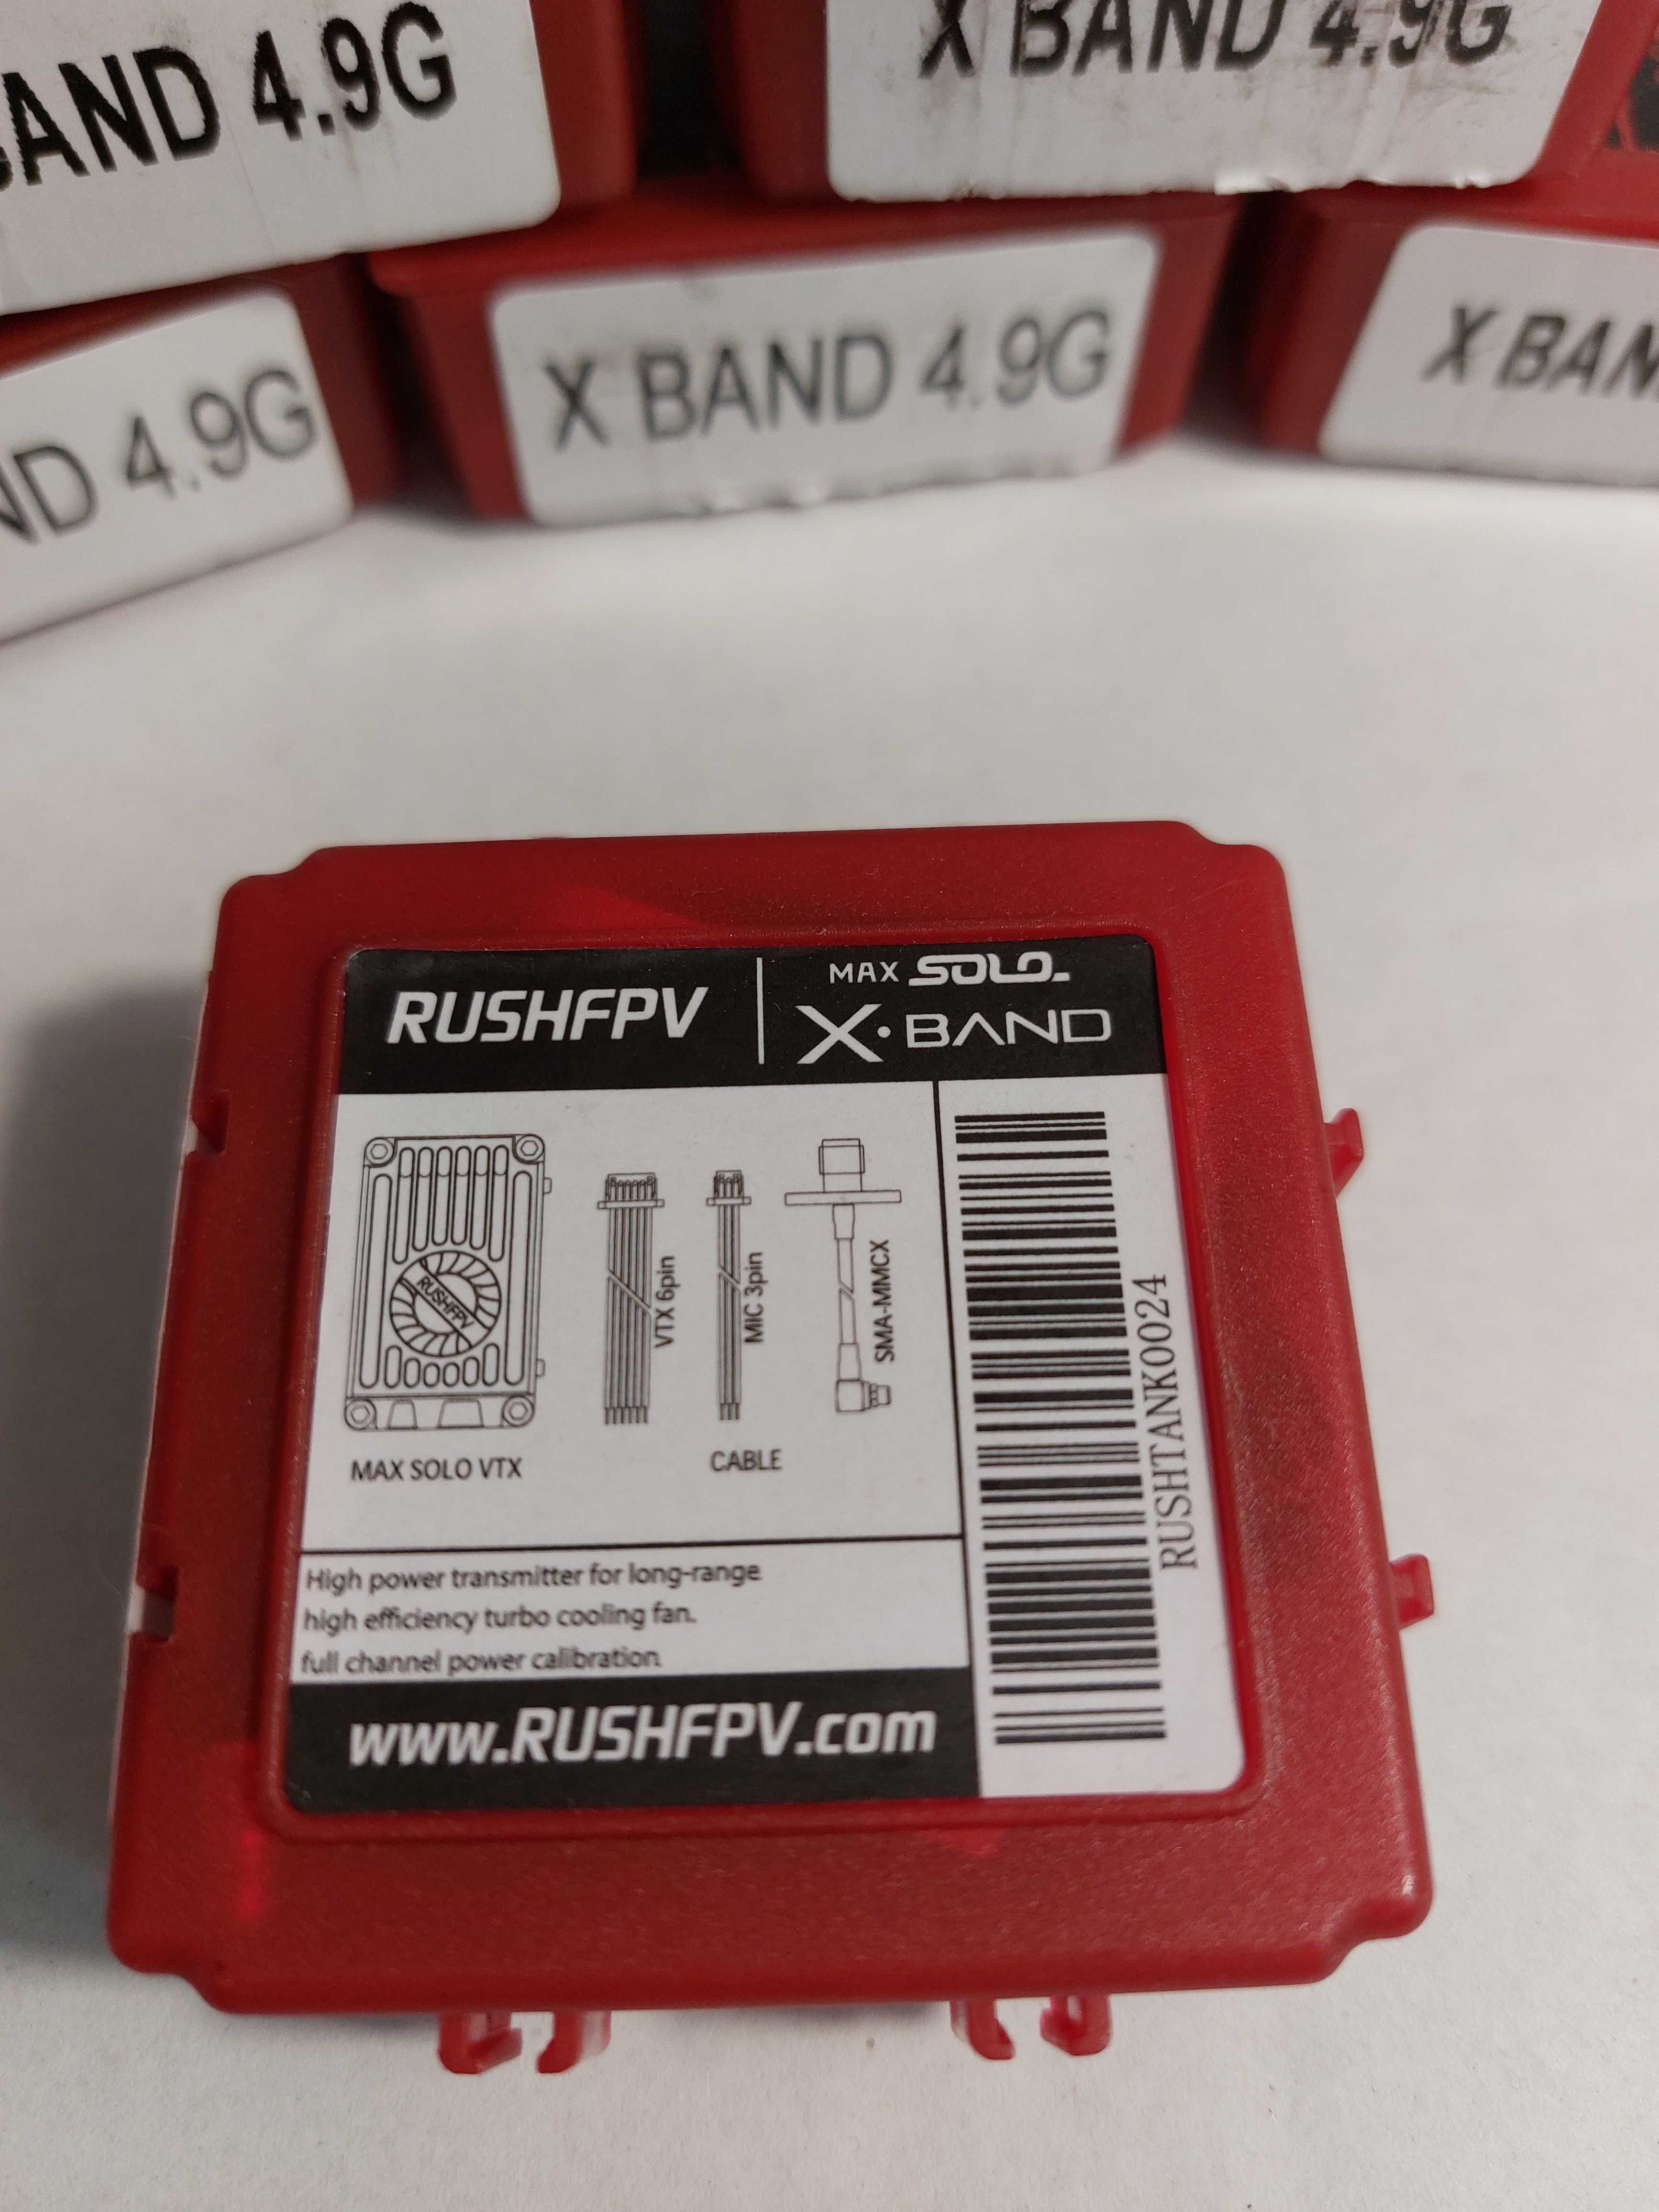 BAND 4.9G
X BAND 4.9G
ND 4.9G
X BAND 4.9G
X BAN
RUSHFPV
MAX SOLO
X·BAND
RUSHFPV
VTX 6pin
MIC 3pin
SMA-MMCX
MAX SOLO VTX
CABLE
RUSHTANK0024
High power transmitter for long-range
high efficiency turbo cooling fan.
full channel power calibration
www.RUSHFPV.com